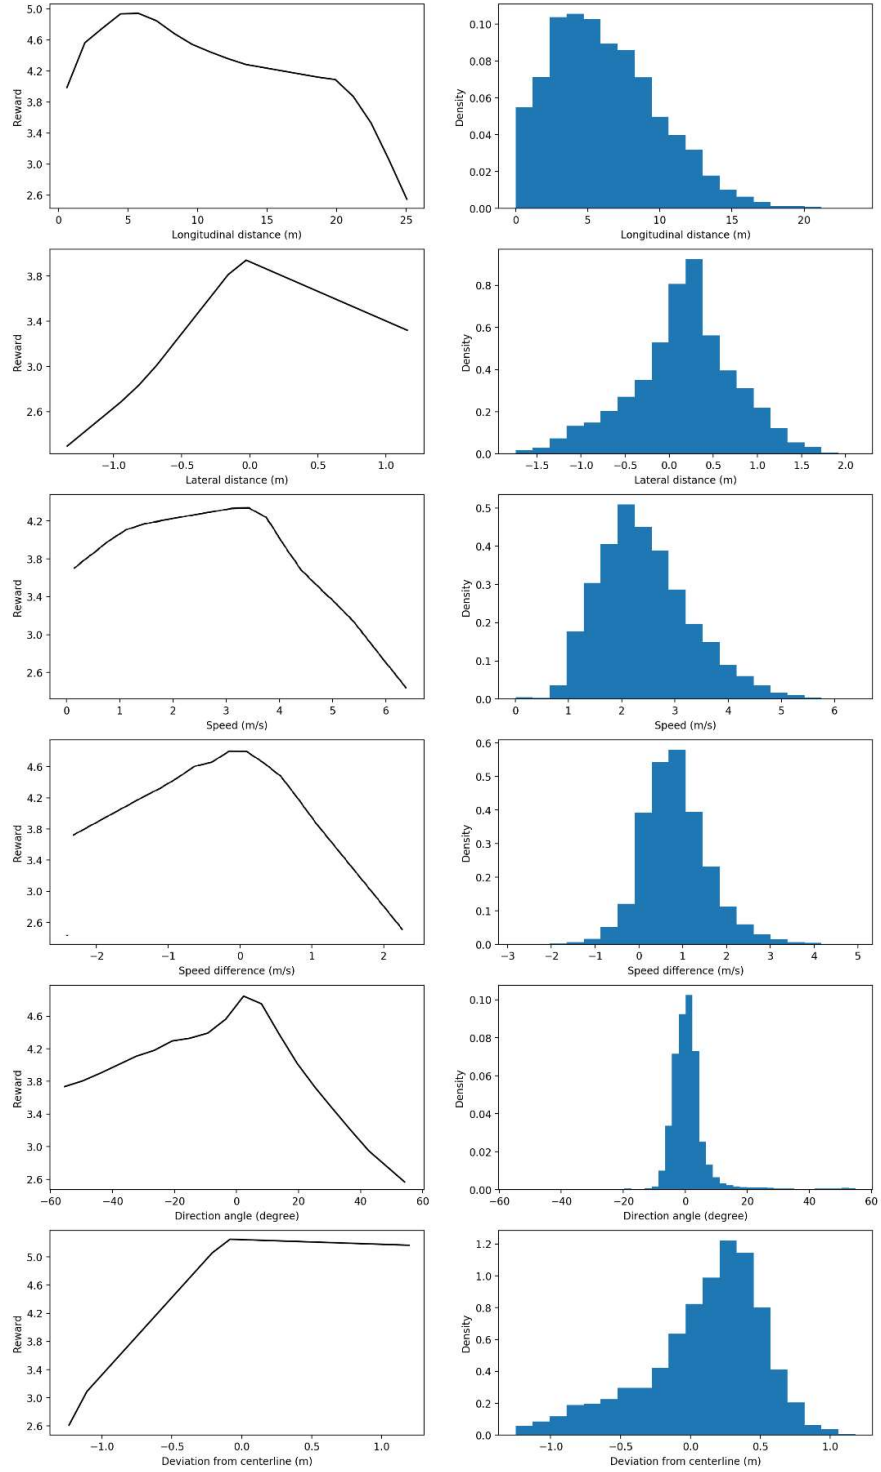 5.0
4.6
4.2
3.8
3.4
3.0
2.6
Reward
0 5 10 15 20 25
Longitudinal distance (m)
0.10
0.08
0.06
0.04
0.02
0.00
Density
0 5 10 15 20
Longitudinal distance (m)
3.8
3.4
3.0
2.6
Reward
−1.0 −0.5 0.0 0.5 1.0
Lateral distance (m)
0.8
0.6
0.4
0.2
0.0
Density
−1.5 −1.0 −0.5 0.0 0.5 1.0 1.5 2.0
Lateral distance (m)
4.2
3.8
3.4
3.0
2.6
Reward
0 1 2 3 4 5 6
Speed (m/s)
0.5
0.4
0.3
0.2
0.1
0.0
Density
0 1 2 3 4 5 6
Speed (m/s)
4.6
4.2
3.8
3.4
3.0
2.6
Reward
−2 −1 0 1 2
Speed difference (m/s)
0.6
0.5
0.4
0.3
0.2
0.1
0.0
Density
−3 −2 −1 0 1 2 3 4 5
Speed difference (m/s)
4.6
4.2
3.8
3.4
3.0
2.6
Reward
−60 −40 −20 0 20 40 60
Direction angle (degree)
0.10
0.08
0.06
0.04
0.02
0.00
Density
−60 −40 −20 0 20 40 60
Direction angle (degree)
5.0
4.6
4.2
3.8
3.4
3.0
2.6
Reward
−1.0 −0.5 0.0 0.5 1.0
Deviation from centerline (m)
1.2
1.0
0.8
0.6
0.4
0.2
0.0
Density
−1.0 −0.5 0.0 0.5 1.0
Deviation from centerline (m)